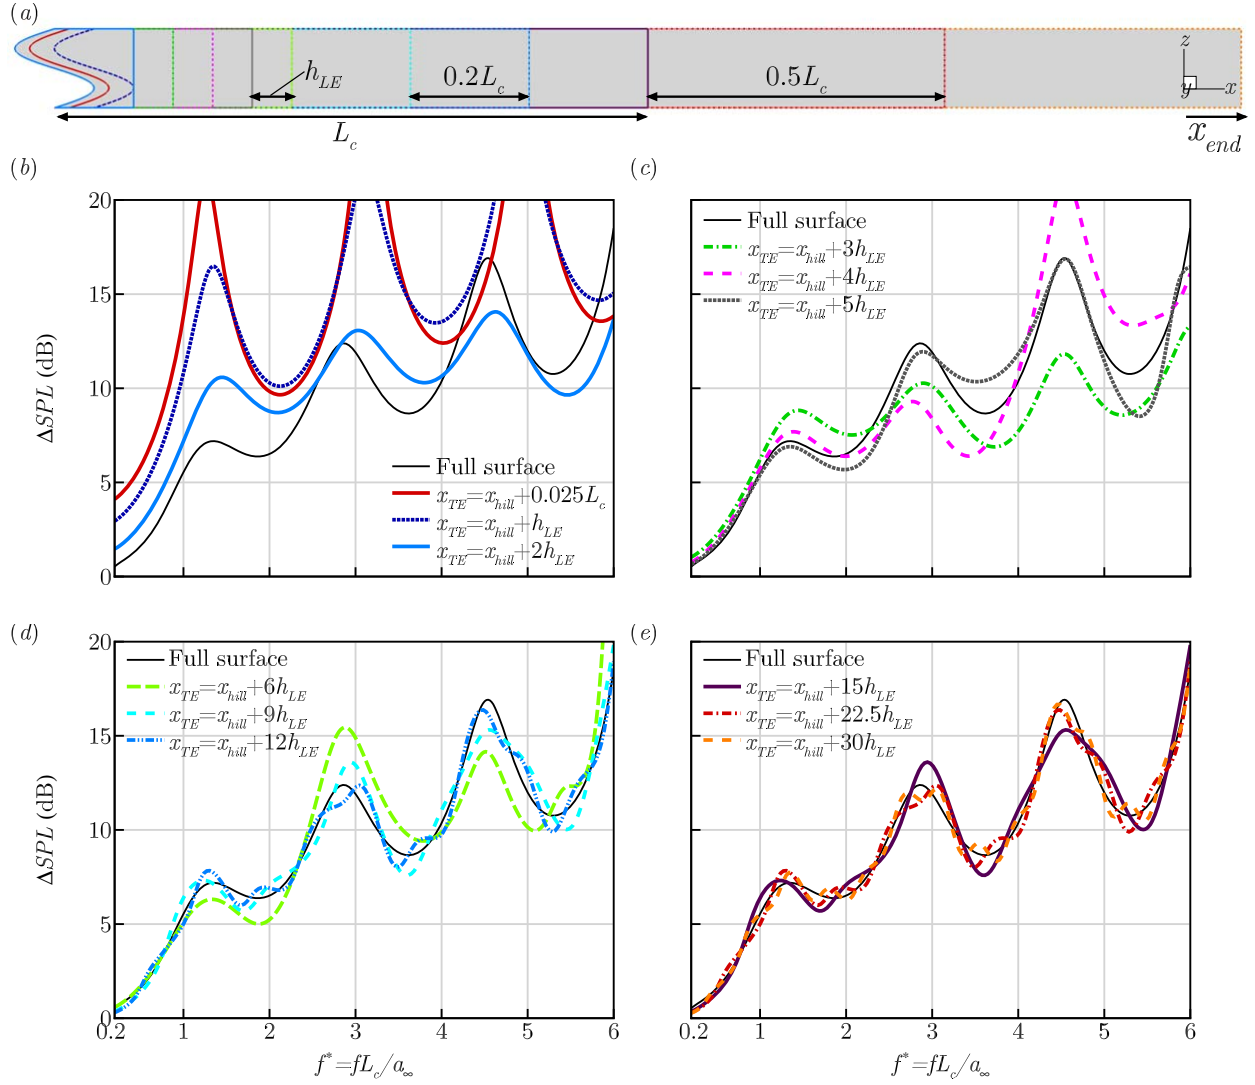 (a)
h_LE
0.2L_c
0.5L_c
z
y
x
L_c
x_end
(b)
(c)
20
15
10
5
0
ΔSPL (dB)
Full surface
x_TE=x_hill+0.025L_c
x_TE=x_hill+h_LE
x_TE=x_hill+2h_LE
Full surface
x_TE=x_hill+3h_LE
x_TE=x_hill+4h_LE
x_TE=x_hill+5h_LE
(d)
(e)
20
15
10
5
0
ΔSPL (dB)
Full surface
x_TE=x_hill+6h_LE
x_TE=x_hill+9h_LE
x_TE=x_hill+12h_LE
0.2 1 2 3 4 5 6
f*=fL_c/a_∞
Full surface
x_TE=x_hill+15h_LE
x_TE=x_hill+22.5h_LE
x_TE=x_hill+30h_LE
0.2 1 2 3 4 5 6
f*=fL_c/a_∞